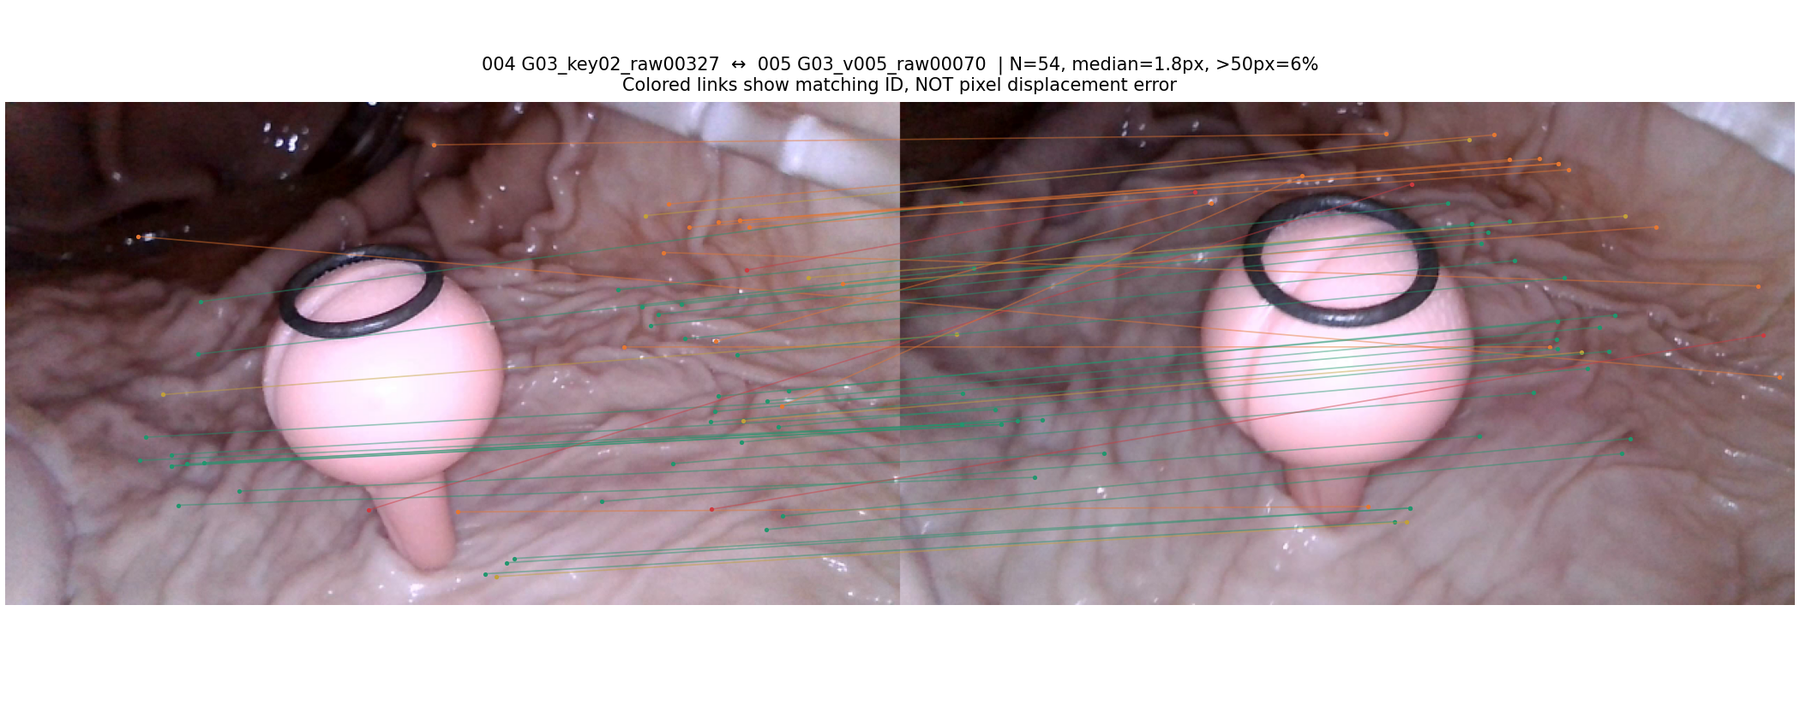 004 G03_key02_raw00327 ↔ 005 G03_v005_raw00070 | N=54, median=1.8px, >50px=6%
Colored links show matching ID, NOT pixel displacement error